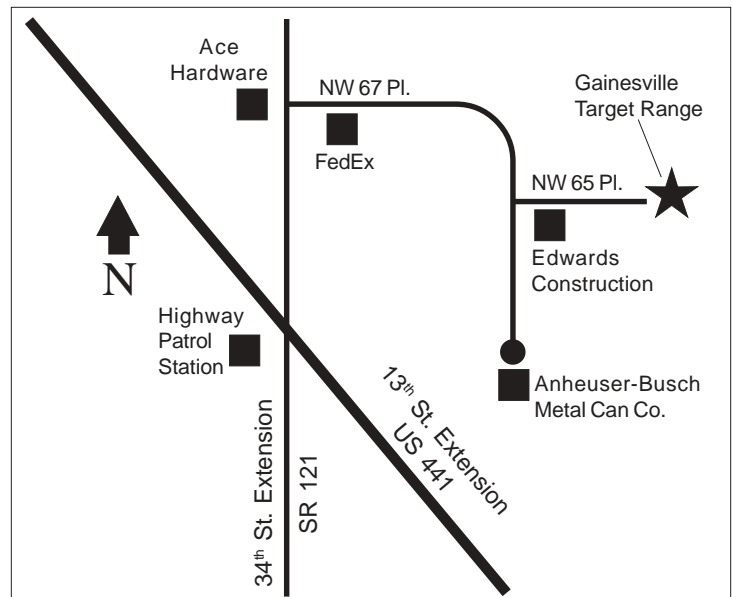 Ace
Hardware
NW 67 Pl.
FedEx
Gainesville
Target Range
NW 65 Pl.
Edwards
Construction
N
Highway
Patrol
Station
Anheuser-Busch
Metal Can Co.
13th St. Extension
US 441
34th St. Extension
SR 121